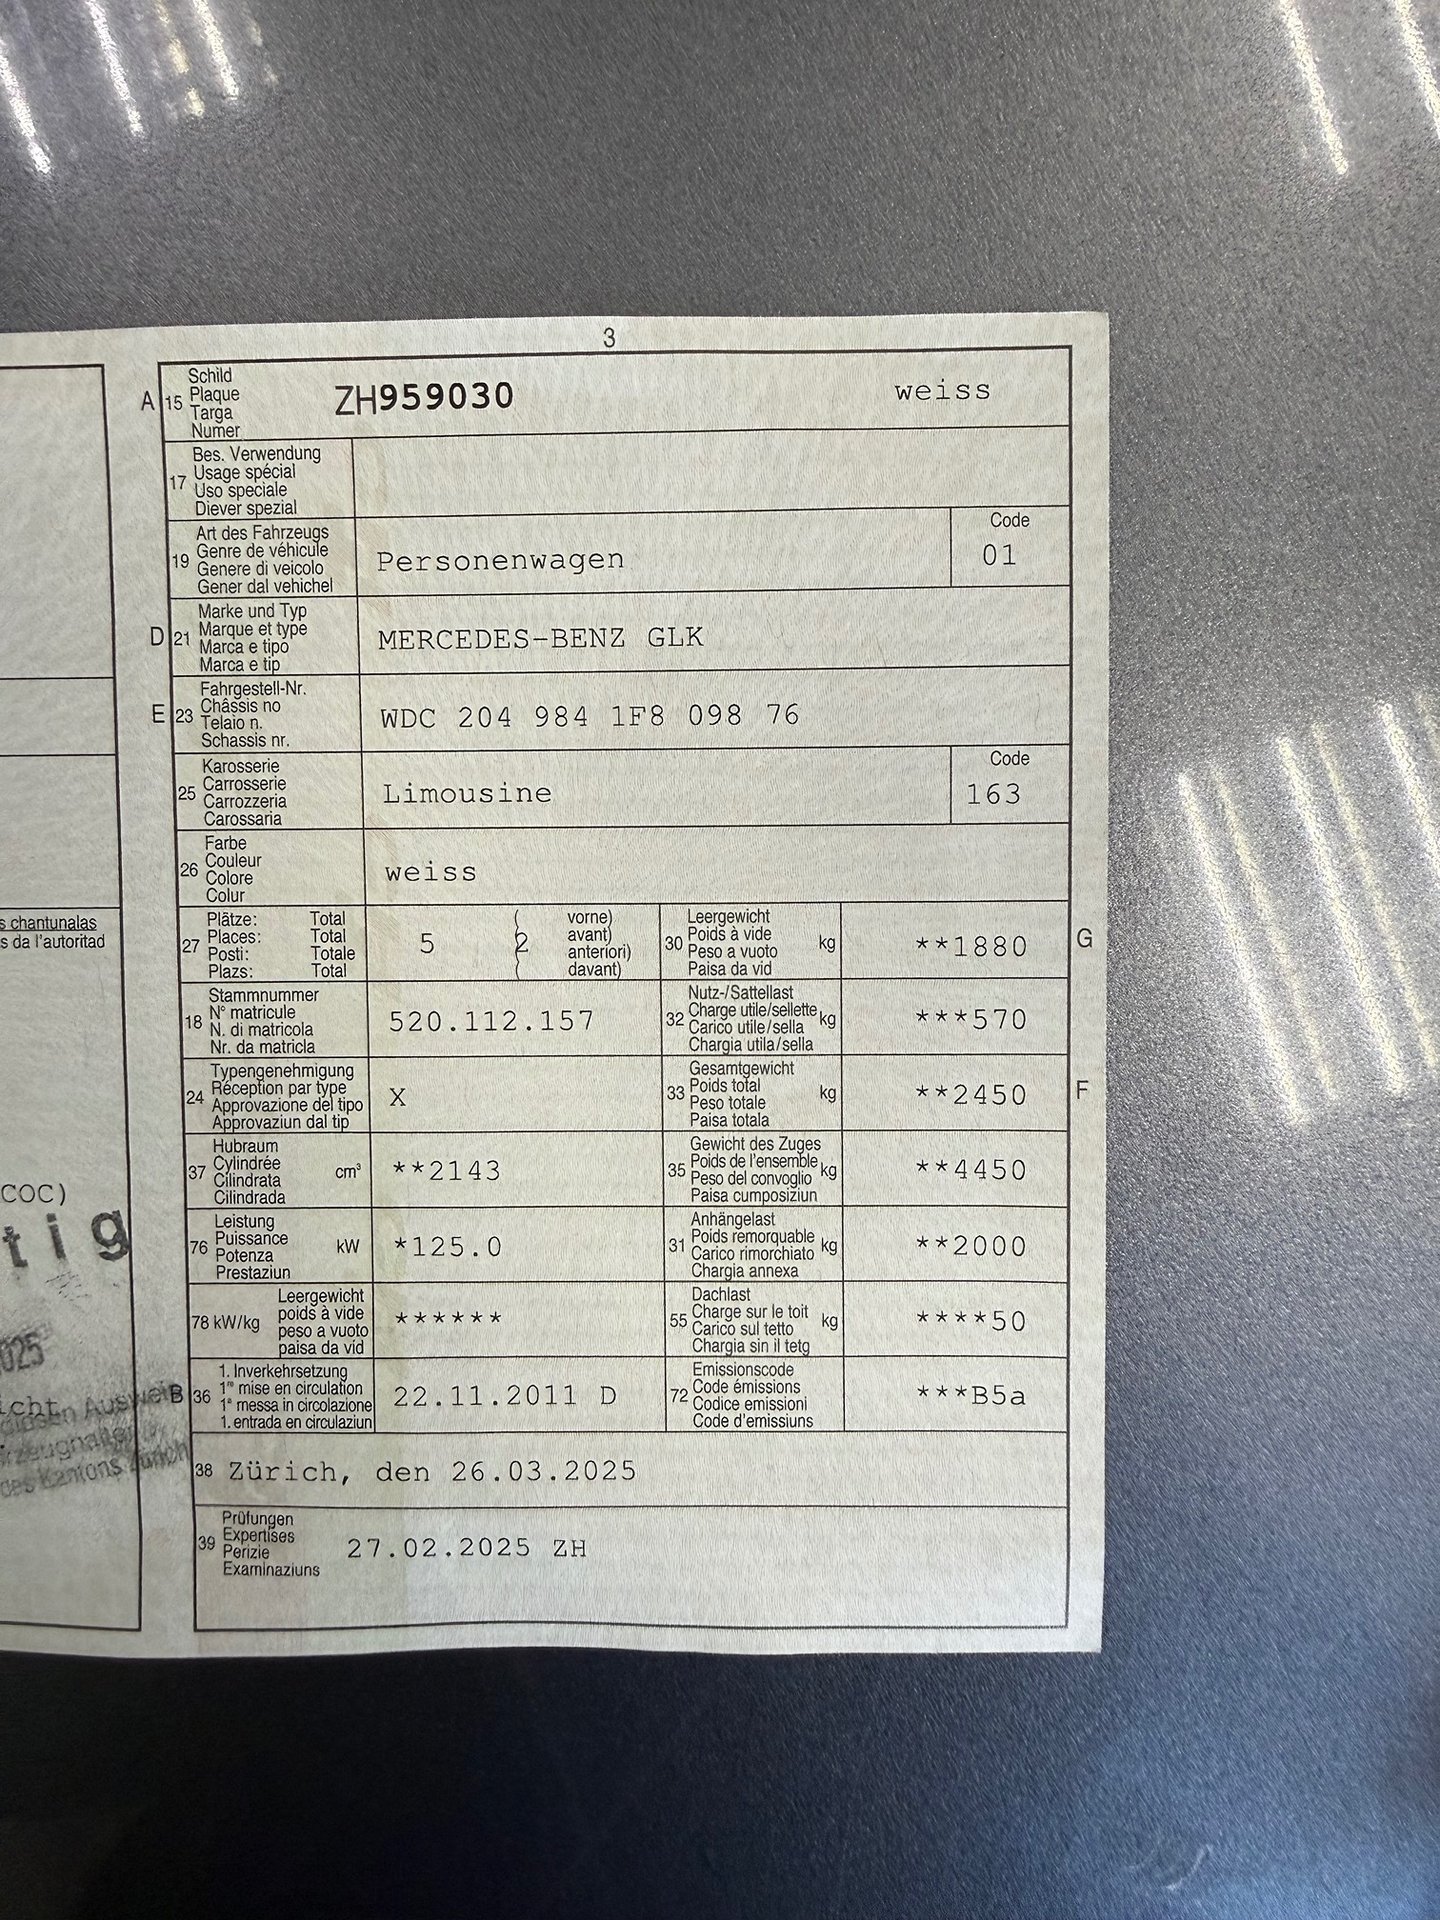 3
A 15 Schild
Plaque
Targa
Numer
ZH959030 weiss
17 Bes. Verwendung
Usage spécial
Uso speciale
Diever spezial
19 Art des Fahrzeugs
Genre de véhicule
Genere di veicolo
Gener dal vehichel
Personenwagen
Code
01
D 21 Marke und Typ
Marque et type
Marca e tipo
Marca e tip
MERCEDES-BENZ GLK
E 23 Fahrgestell-Nr.
Châssis no
Telaio n.
Schassis nr.
WDC 204 984 1F8 098 76
25 Karosserie
Carrosserie
Carrozzeria
Carossaria
Limousine
Code
163
26 Farbe
Couleur
Colore
Colur
weiss
s chantunalas
s da l'autoritad
27 Plätze: Total
Places: Total
Posti: Totale
Plazs: Total
5 ( 2 vorne)
avant)
anteriori)
davant)
30 Leergewicht
Poids à vide
Peso a vuoto
Paisa da vid
kg **1880 G
18 Stammnummer
N° matricule
N. di matricola
Nr. da matricla
520.112.157
32 Nutz-/Sattellast
Charge utile/sellette
Carico utile/sella
Chargia utila/sella
kg ***570
24 Typengenehmigung
Réception par type
Approvazione del tipo
Approvaziun dal tip
X
33 Gesamtgewicht
Poids total
Peso totale
Paisa totala
kg **2450 F
37 Hubraum
Cylindrée
Cilindrata
Cilindrada
cm³ **2143
35 Gewicht des Zuges
Poids de l'ensemble
Peso del convoglio
Paisa cumposiziun
kg **4450
COC)
tig
76 Leistung
Puissance
Potenza
Prestaziun
kW *125.0
31 Anhängelast
Poids remorquable
Carico rimorchiato
Chargia annexa
kg **2000
78 kW/kg Leergewicht
poids à vide
peso a vuoto
paisa da vid
******
55 Dachlast
Charge sur le toit
Carico sul tetto
Chargia sin il tetg
kg ****50
025
icht
Ausweis
des Kantons Zürich
B 36 1. Inverkehrsetzung
1re mise en circulation
1a messa in circolazione
1. entrada en circulaziun
22.11.2011 D
72 Emissionscode
Code émissions
Codice emissioni
Code d'emissiuns
***B5a
38 Zürich, den 26.03.2025
39 Prüfungen
Expertises
Perizie
Examinaziuns
27.02.2025 ZH